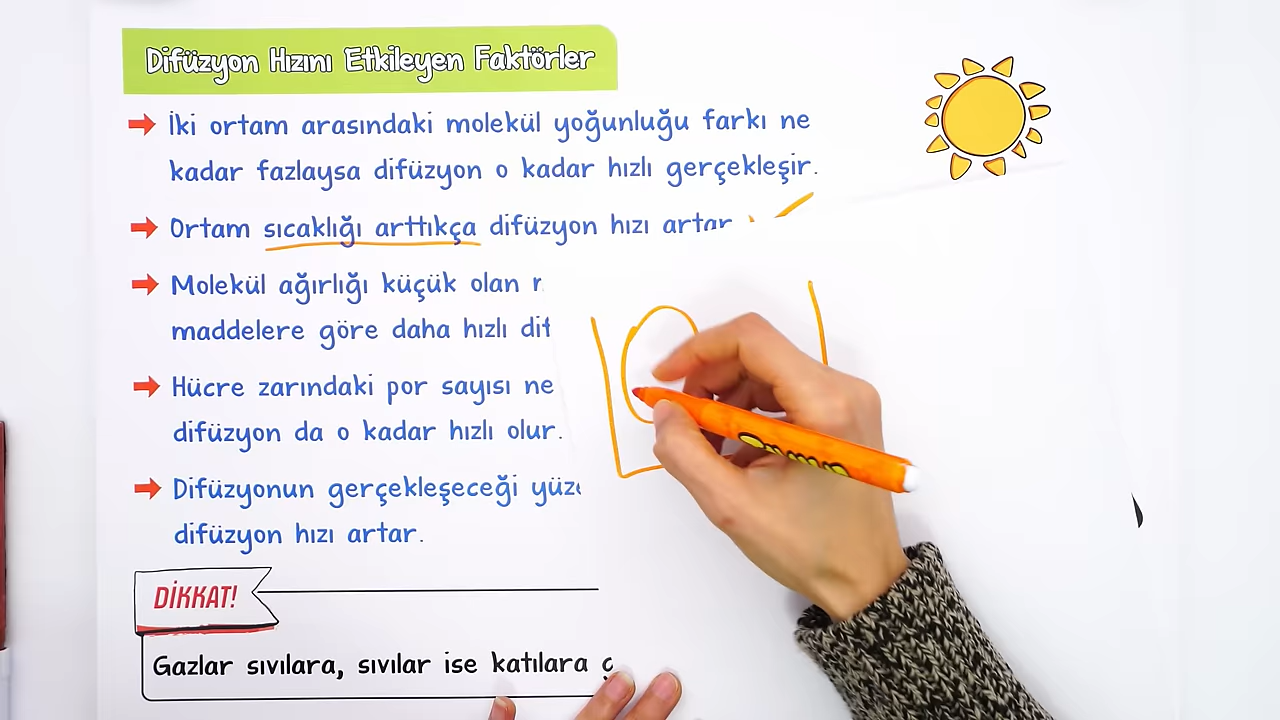 Difüzyon Hızını Etkileyen Faktörler
İki ortam arasındaki molekül yoğunluğu farkı ne
kadar fazlaysa difüzyon o kadar hızlı gerçekleşir.
Ortam sıcaklığı arttıkça difüzyon hızı artar
Molekül ağırlığı küçük olan
maddelere göre daha hızlı
Hücre zarındaki por sayısı ne
difüzyon da o kadar hızlı olur.
Difüzyonun gerçekleşeceği
difüzyon hızı artar.
DİKKAT!
Gazlar sıvılara, sıvılar ise katılara